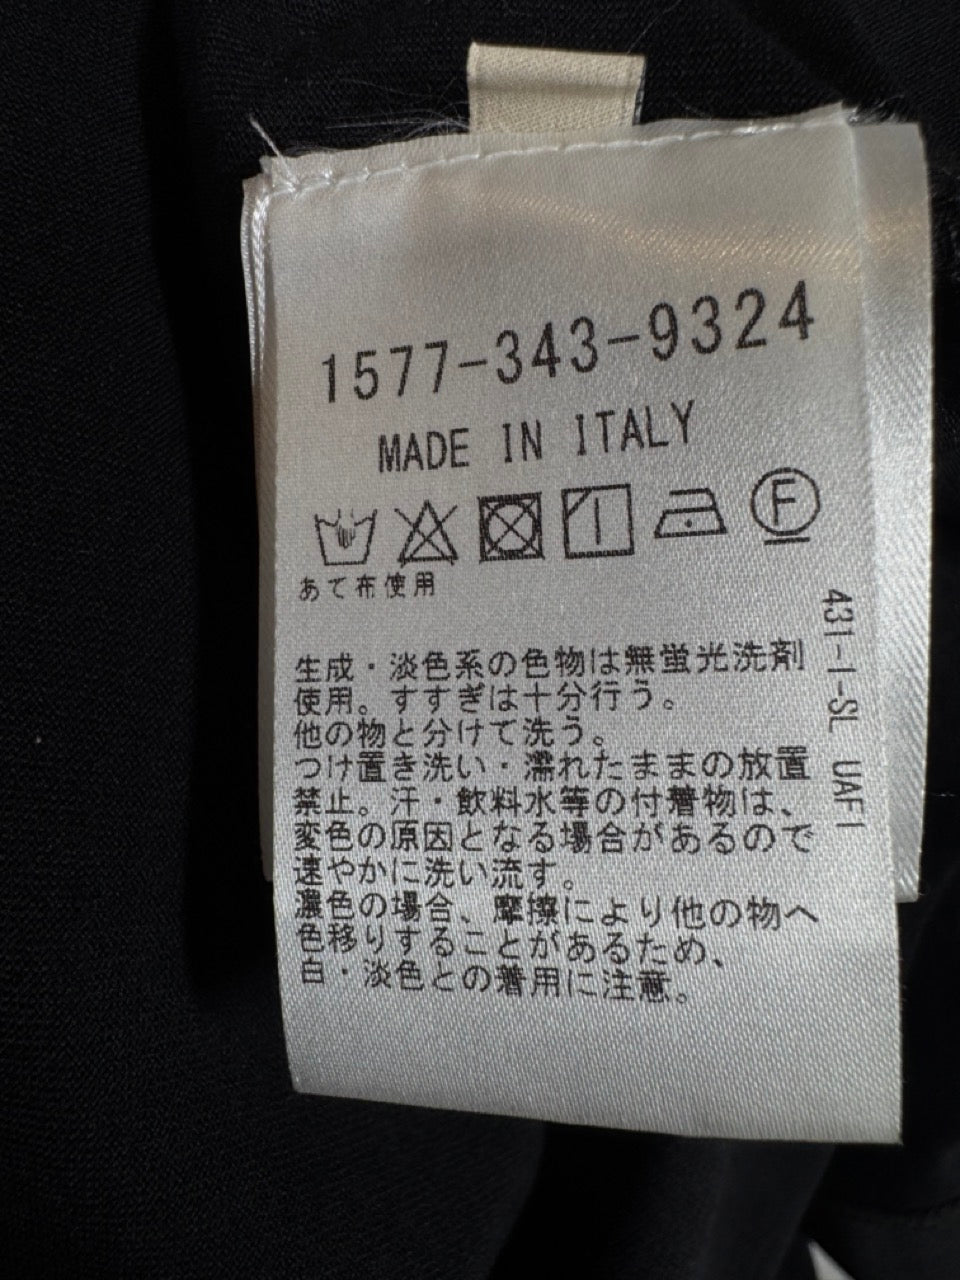 1577-343-9324
MADE IN ITALY
F
あて布使用
生成・淡色系の色物は無蛍光洗剤
使用。すすぎは十分行う。
他の物と分けて洗う。
つけ置き洗い・濡れたままの放置
禁止。汗・飲料水等の付着物は、
変色の原因となる場合があるので
速やかに洗い流す。
濃色の場合、摩擦により他の物へ
色移りすることがあるため、
白・淡色との着用に注意。
431-1-SL UAF1